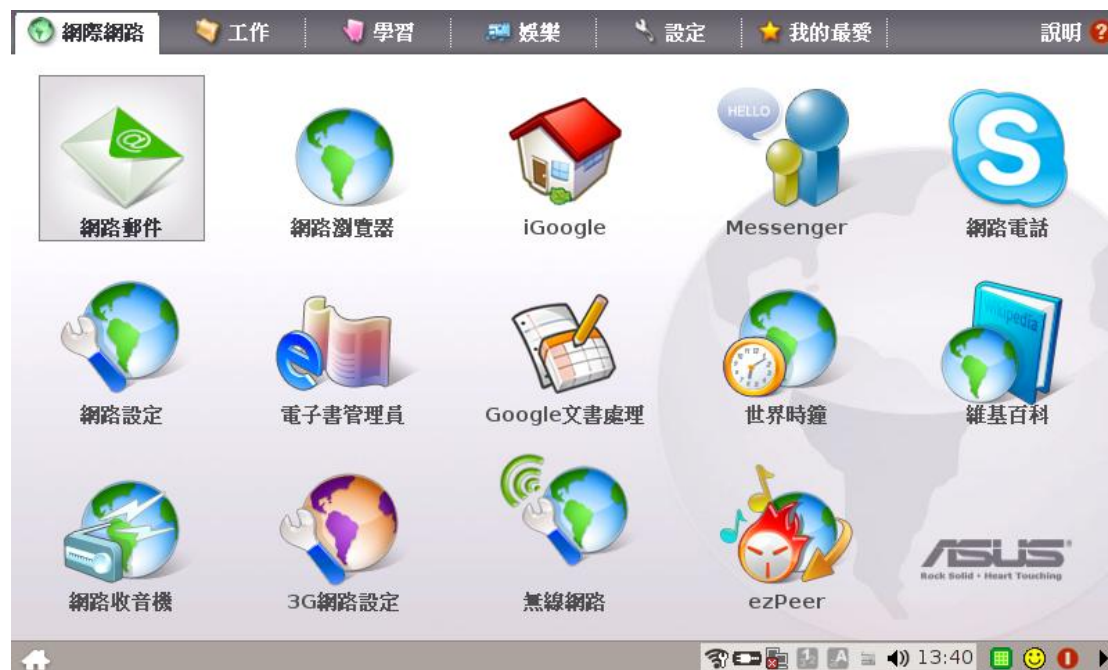 網際網路 工作 學習 娛樂 設定 我的最愛 說明 ?
@ HELLO S
網路郵件 網路瀏覽器 iGoogle Messenger 網路電話
Wikipedia
網路設定 電子書管理員 Google文書處理 世界時鐘 維基百科
網路收音機 3G網路設定 無線網路 ezPeer
ASUS
Rock Solid • Heart Touching
13:40